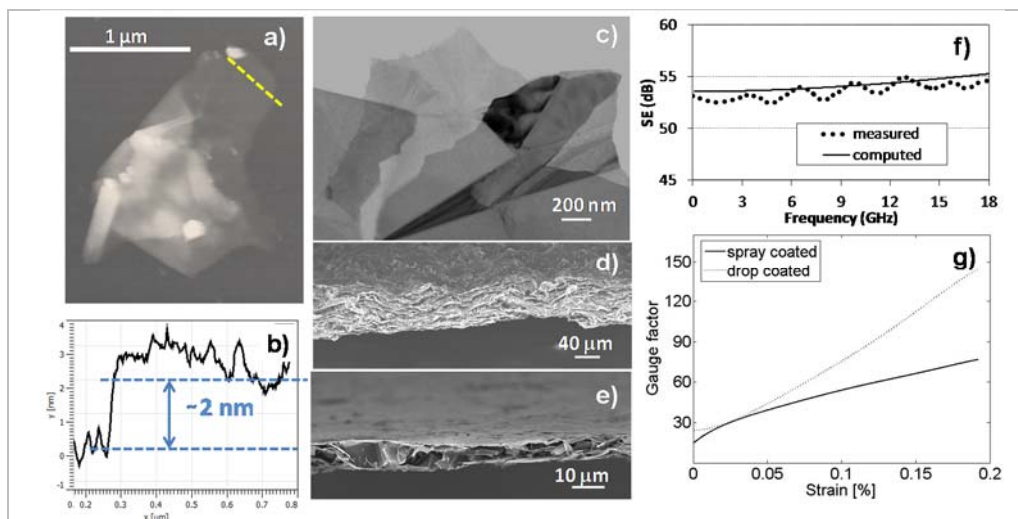 1 μm
a)
b)
4
3
2
1
0
-1
y [nm]
~2 nm
0.2 0.3 0.4 0.5 0.6 0.7 0.8
x [μm]
c)
200 nm
d)
40 μm
e)
10 μm
f)
60
55
50
45
SE (dB)
measured
computed
0 3 6 9 12 15 18
Frequency (GHz)
g)
spray coated
drop coated
150
120
90
60
30
Gauge factor
0 0.05 0.1 0.15 0.2
Strain [%]